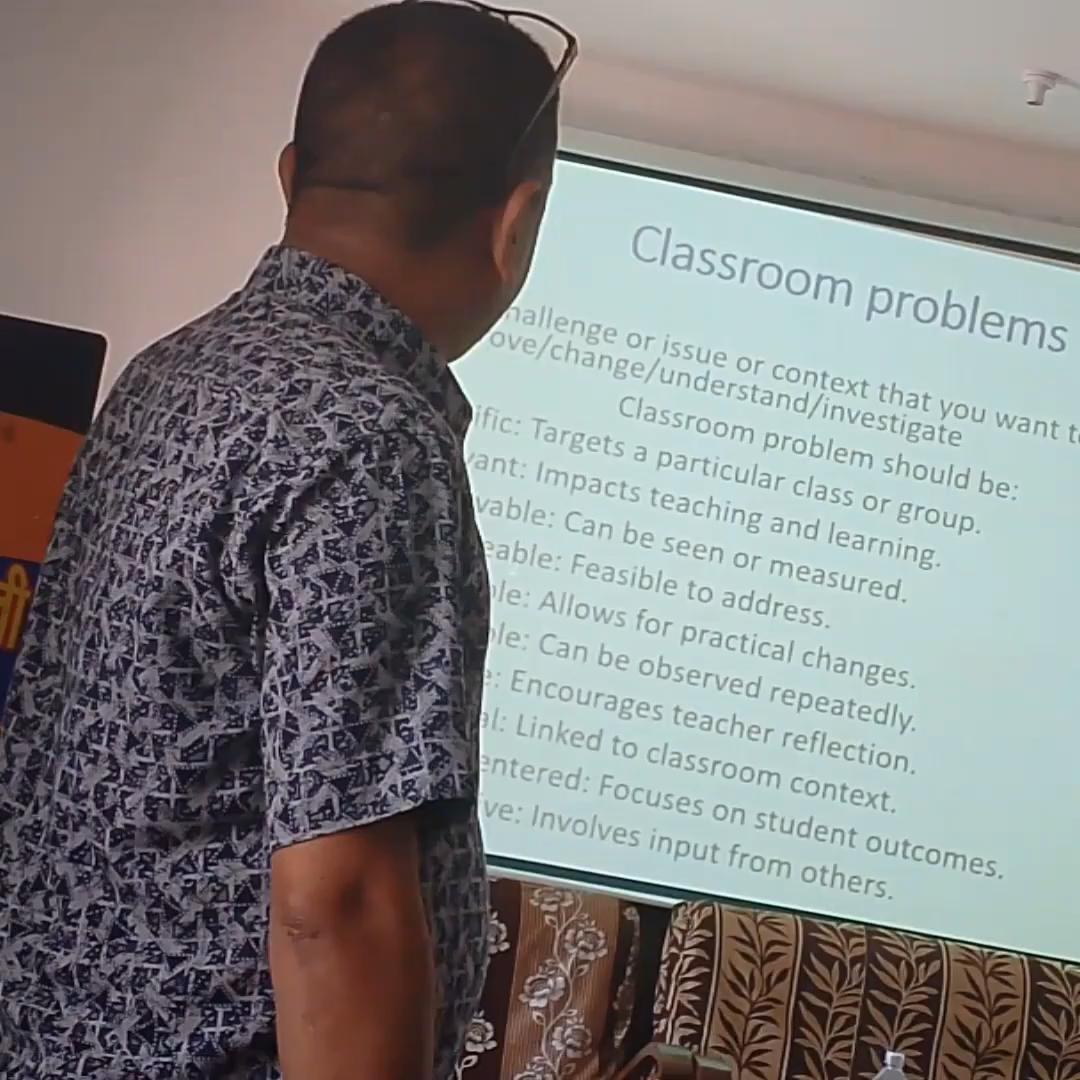 Classroom problems
hallenge or issue or context that you want to
ove/change/understand/investigate
Classroom problem should be:
ific: Targets a particular class or group.
vant: Impacts teaching and learning.
vable: Can be seen or measured.
eable: Feasible to address.
ble: Allows for practical changes.
ble: Can be observed repeatedly.
e: Encourages teacher reflection.
al: Linked to classroom context.
entered: Focuses on student outcomes.
ve: Involves input from others.